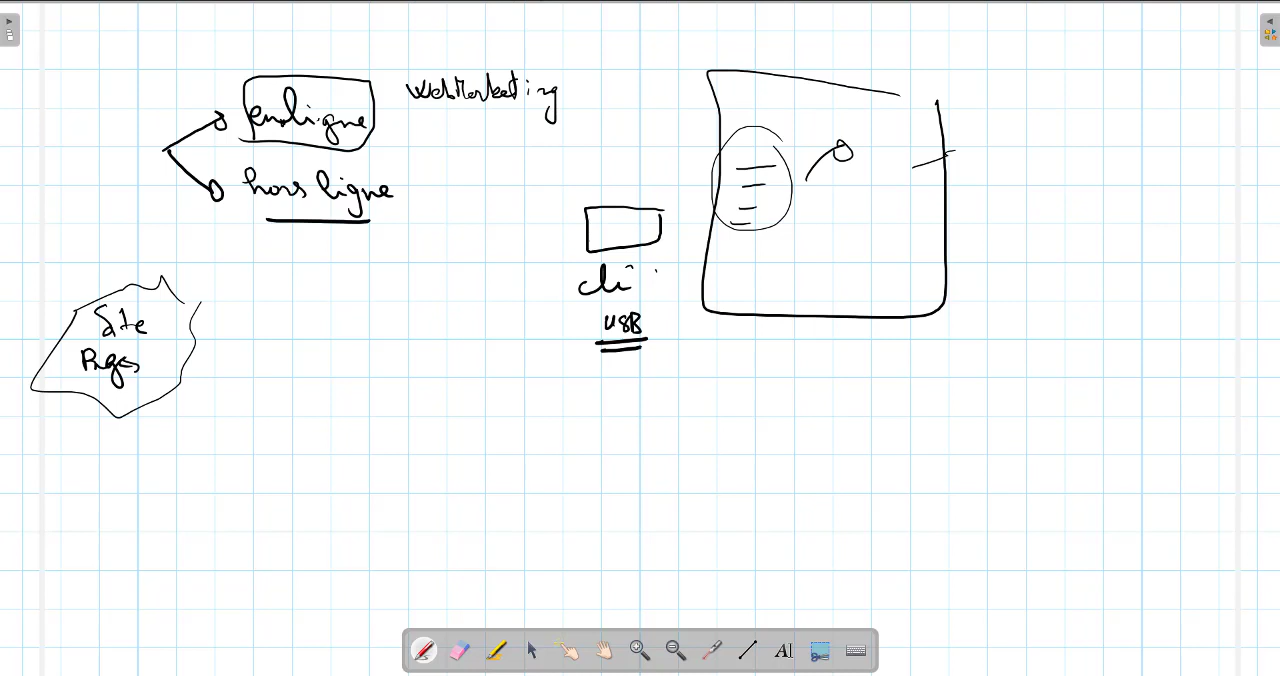 en ligne
webMarketing
hors ligne
cli
USB
Site
Pages